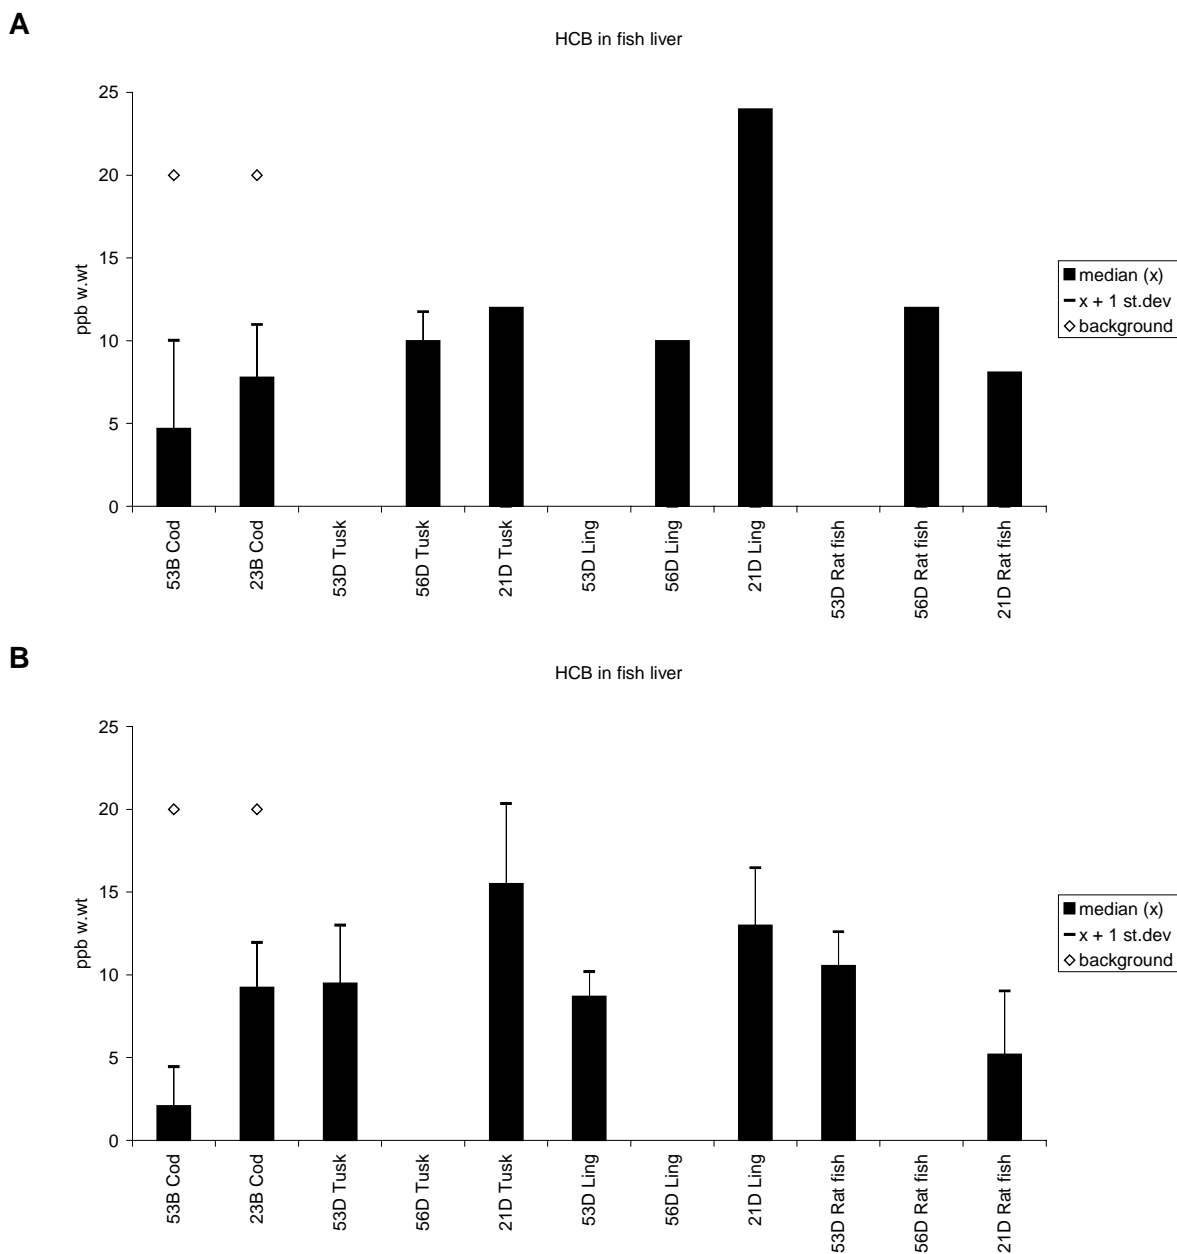 A
HCB in fish liver
25
20
15
10
5
0
ppb w.wt
53B Cod
23B Cod
53D Tusk
56D Tusk
21D Tusk
53D Ling
56D Ling
21D Ling
53D Rat fish
56D Rat fish
21D Rat fish
median (x)
x + 1 st.dev
background
B
HCB in fish liver
25
20
15
10
5
0
ppb w.wt
53B Cod
23B Cod
53D Tusk
56D Tusk
21D Tusk
53D Ling
56D Ling
21D Ling
53D Rat fish
56D Rat fish
21D Rat fish
median (x)
x + 1 st.dev
background